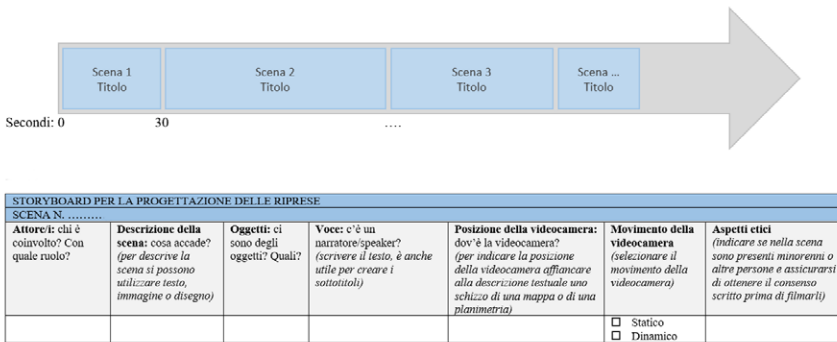 Scena 1
Titolo
Scena 2
Titolo
Scena 3
Titolo
Scena ...
Titolo
Secondi: 0 30 ....
STORYBOARD PER LA PROGETTAZIONE DELLE RIPRESE
SCENA N. .........
Attore/i: chi è
coinvolto? Con
quale ruolo?
Descrizione della
scena: cosa accade?
(per descrive la
scena si possono
utilizzare testo,
immagine o disegno)
Oggetti: ci
sono degli
oggetti? Quali?
Voce: c'è un
narratore/speaker?
(scrivere il testo, è anche
utile per creare i
sottotitoli)
Posizione della videocamera:
dov'è la videocamera?
(per indicare la posizione
della videocamera affiancare
alla descrizione testuale uno
schizzo di una mappa o di una
planimetria)
Movimento della
videocamera
(selezionare il
movimento della
videocamera)
Aspetti etici
(indicare se nella scena
sono presenti minorenni o
altre persone e assicurarsi
di ottenere il consenso
scritto prima di filmarli)
☐ Statico
☐ Dinamico